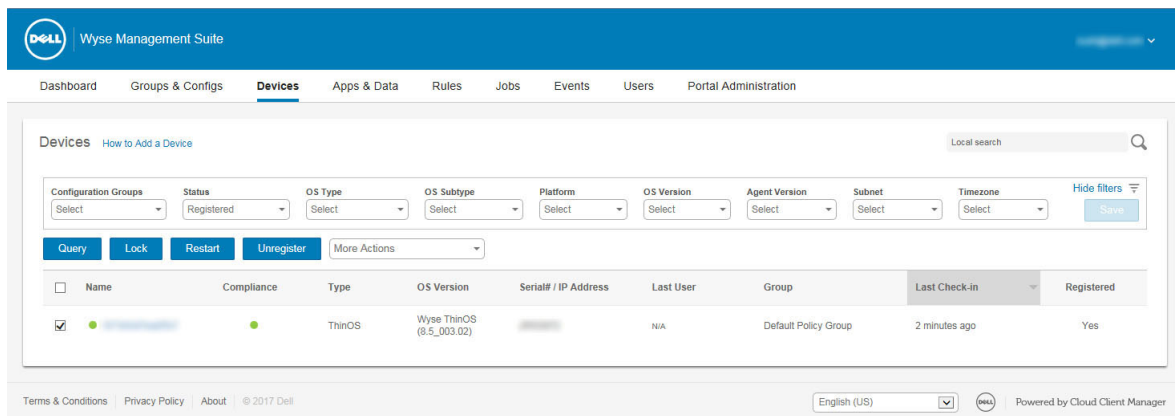 DELL Wyse Management Suite
Dashboard Groups & Configs Devices Apps & Data Rules Jobs Events Users Portal Administration
Devices How to Add a Device Local search
Configuration Groups Status OS Type OS Subtype Platform OS Version Agent Version Subnet Timezone Hide filters
Select Registered Select Select Select Select Select Select Select Save
Query Lock Restart Unregister More Actions
Name Compliance Type OS Version Serial# / IP Address Last User Group Last Check-in Registered
ThinOS Wyse ThinOS N/A Default Policy Group 2 minutes ago Yes
(8.5_003.02)
Terms & Conditions Privacy Policy About © 2017 Dell English (US) DELL Powered by Cloud Client Manager